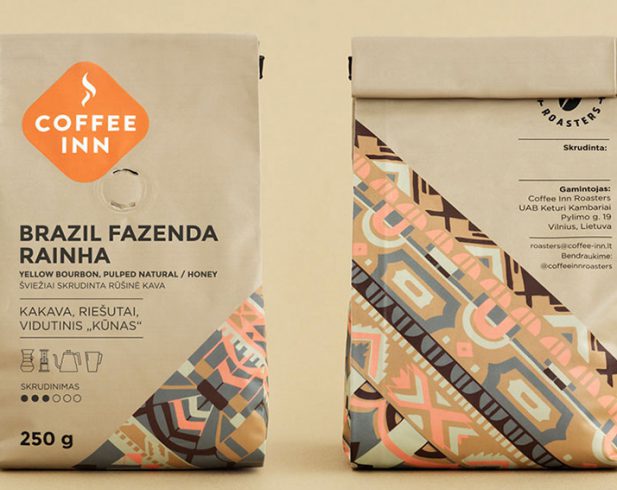 COFFEE
INN
BRAZIL FAZENDA
RAINHA
YELLOW BOURBON, PULPED NATURAL / HONEY
ŠVIEŽIAI SKRUDINTA RŪŠINĖ KAVA
KAKAVA, RIEŠUTAI,
VIDUTINIS „KŪNAS“
SKRUDINIMAS
250 g
ROASTERS
Skrudinta:
Gamintojas:
Coffee Inn Roasters
UAB Keturi Kambariai
Pylimo g. 19
Vilnius, Lietuva
roasters@coffee-inn.lt
Bendraukime:
@coffeeinnroasters